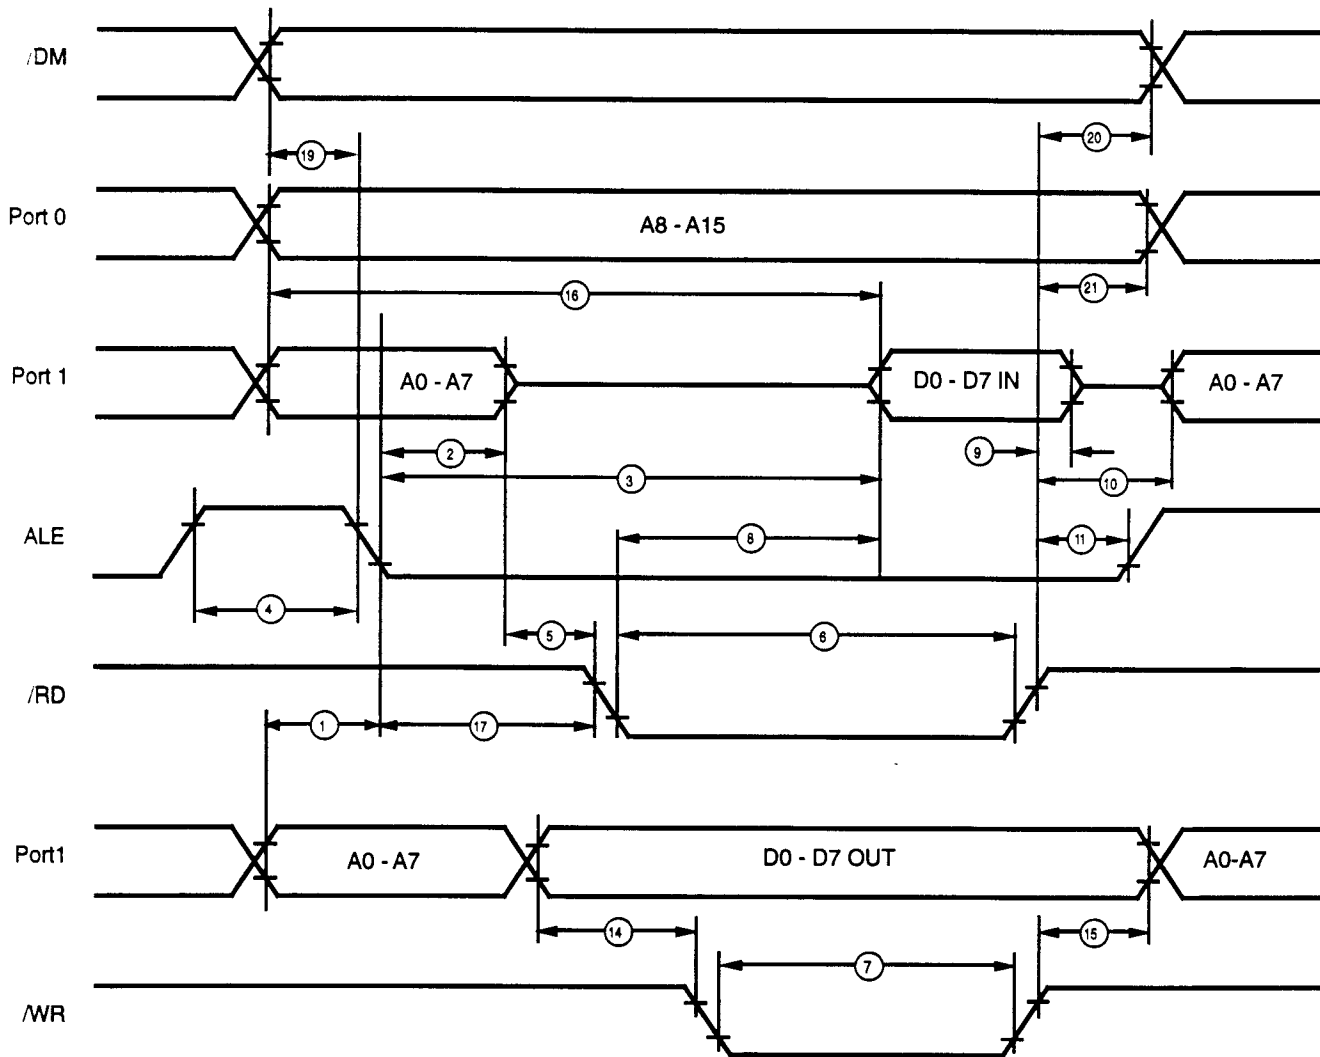 /DM
19
20
Port 0
A8 - A15
16
21
Port 1
A0 - A7
D0 - D7 IN
A0 - A7
2
9
3
10
ALE
8
11
4
5
6
/RD
1
17
Port1
A0 - A7
D0 - D7 OUT
A0-A7
14
15
7
/WR